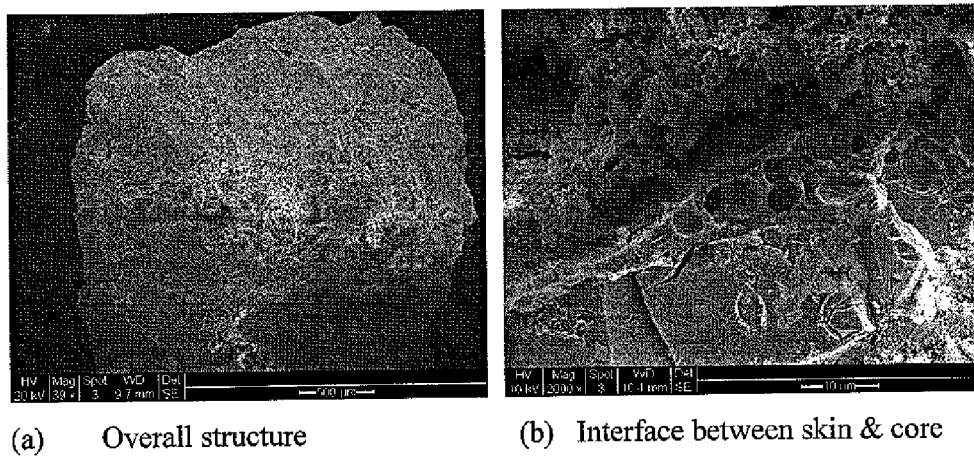 HV Mag Spot WD Det
30 kV 39 x 3 9.7 mm SE 500 µm
HV Mag Spot WD Det
10 kV 2000 x 3 10.4 mm SE 10 µm
(a) Overall structure
(b) Interface between skin & core